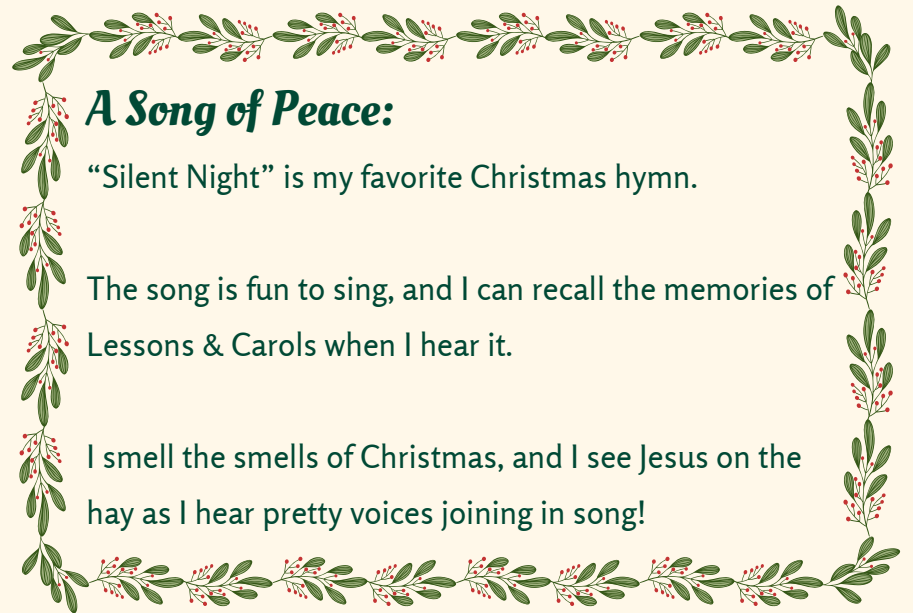 A Song of Peace:
“Silent Night” is my favorite Christmas hymn.
The song is fun to sing, and I can recall the memories of
Lessons & Carols when I hear it.
I smell the smells of Christmas, and I see Jesus on the
hay as I hear pretty voices joining in song!